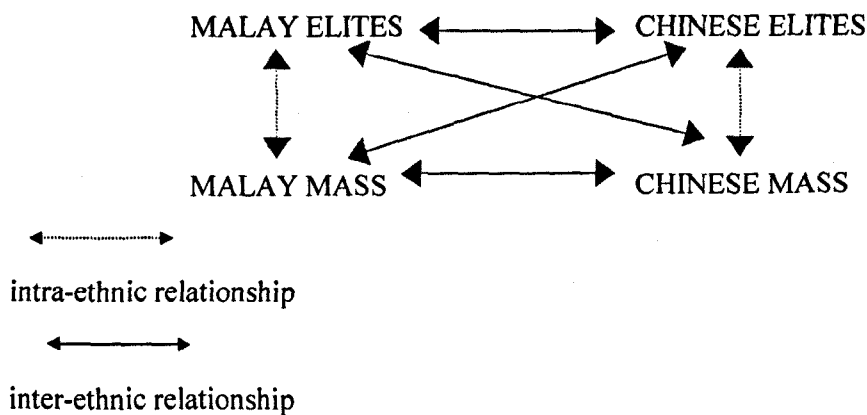 MALAY ELITES CHINESE ELITES
MALAY MASS CHINESE MASS
intra-ethnic relationship
inter-ethnic relationship